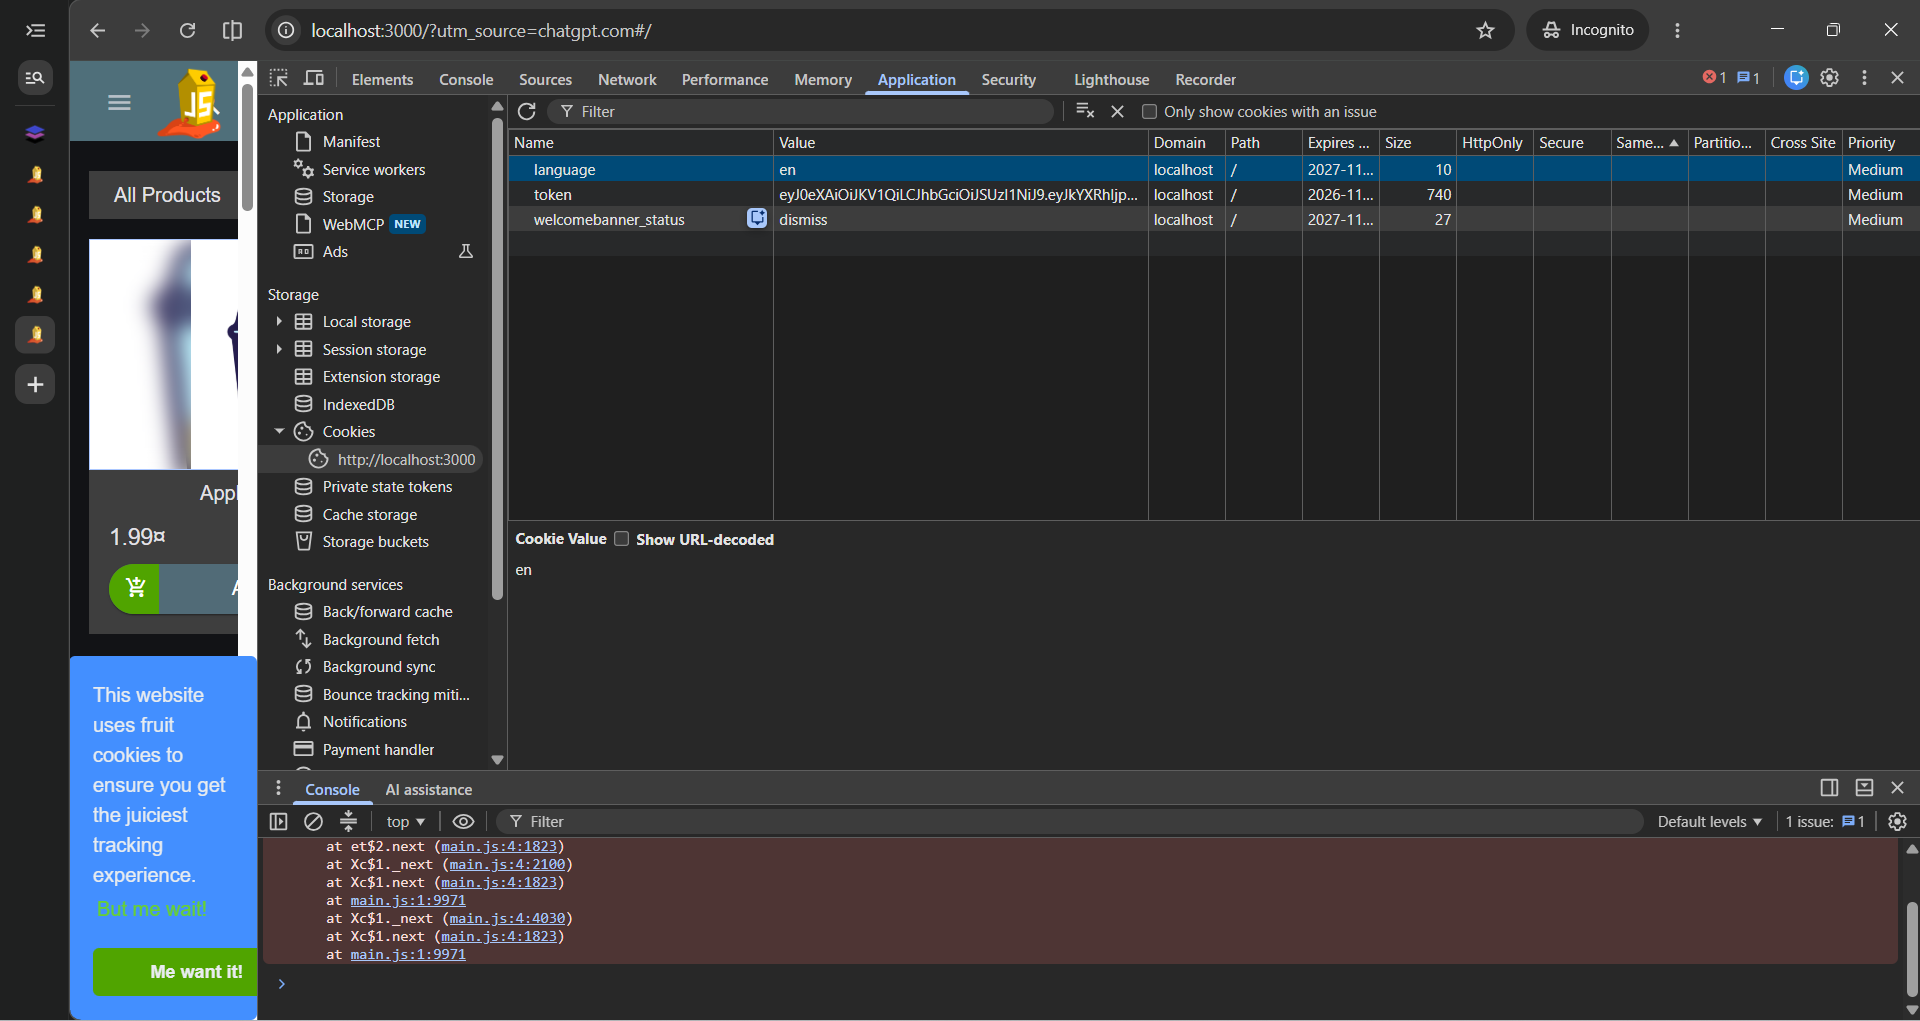 localhost:3000/?utm_source=chatgpt.com#/
Incognito
JS
All Products
1.99¤
This website
uses fruit
cookies to
ensure you get
the juiciest
tracking
experience.
But me wait!
Me want it!
Elements Console Sources Network Performance Memory Application Security Lighthouse Recorder
1 1
Application
Manifest
Service workers
Storage
WebMCP NEW
Ads
Storage
Local storage
Session storage
Extension storage
IndexedDB
Cookies
http://localhost:3000
Private state tokens
Cache storage
Storage buckets
Background services
Back/forward cache
Background fetch
Background sync
Bounce tracking miti...
Notifications
Payment handler
Filter
Only show cookies with an issue
Name Value Domain Path Expires ... Size HttpOnly Secure Same... Partitio... Cross Site Priority
language en localhost / 2027-11... 10 Medium
token eyJ0eXAiOiJKV1QiLCJhbGciOiJSUzI1NiJ9.eyJkYXRhIjp... localhost / 2026-11... 740 Medium
welcomebanner_status dismiss localhost / 2027-11... 27 Medium
Cookie Value Show URL-decoded
en
Console AI assistance
top Filter Default levels 1 issue: 1
at et$2.next (main.js:4:1823)
at Xc$1._next (main.js:4:2100)
at Xc$1.next (main.js:4:1823)
at main.js:1:9971
at Xc$1._next (main.js:4:4030)
at Xc$1.next (main.js:4:1823)
at main.js:1:9971